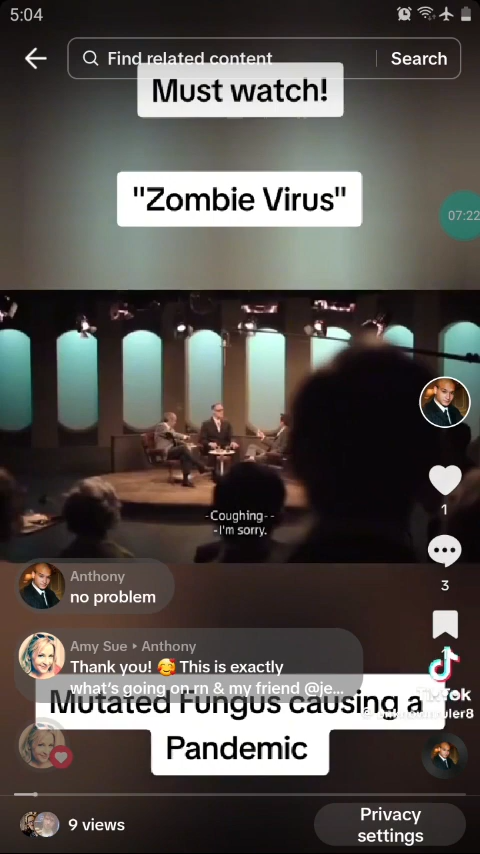 5:04
Find related content
Search
Must watch!
"Zombie Virus"
07:22
-Coughing--
-I'm sorry.
1
Anthony
no problem
3
Amy Sue ▸ Anthony
Thank you! 🥰 This is exactly
what's going on rn & my friend @je...
TikTok
Mutated Fungus causing a
Pandemic
9 views
Privacy
settings